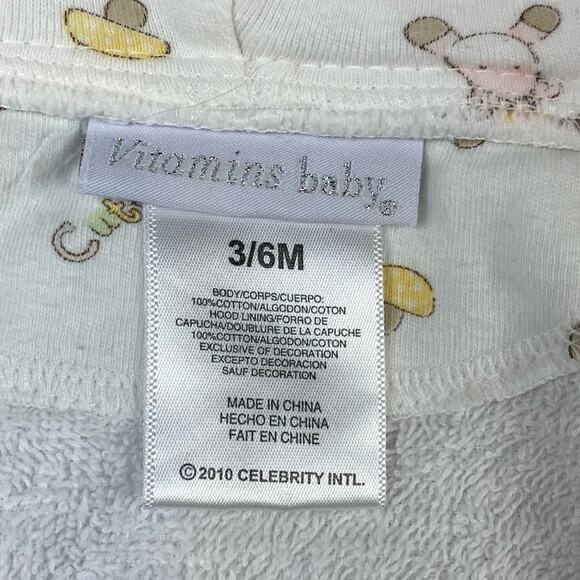 Vitamins baby®
Cut
3/6M
BODY/CORPS/CUERPO:
100%COTTON/ALGODON/COTON
HOOD LINING/FORRO DE
CAPUCHA/DOUBLURE DE LA CAPUCHE
100%COTTON/ALGODON/COTON
EXCLUSIVE OF DECORATION
EXCEPTO DECORACION
SAUF DECORATION
MADE IN CHINA
HECHO EN CHINA
FAIT EN CHINE
©2010 CELEBRITY INTL.